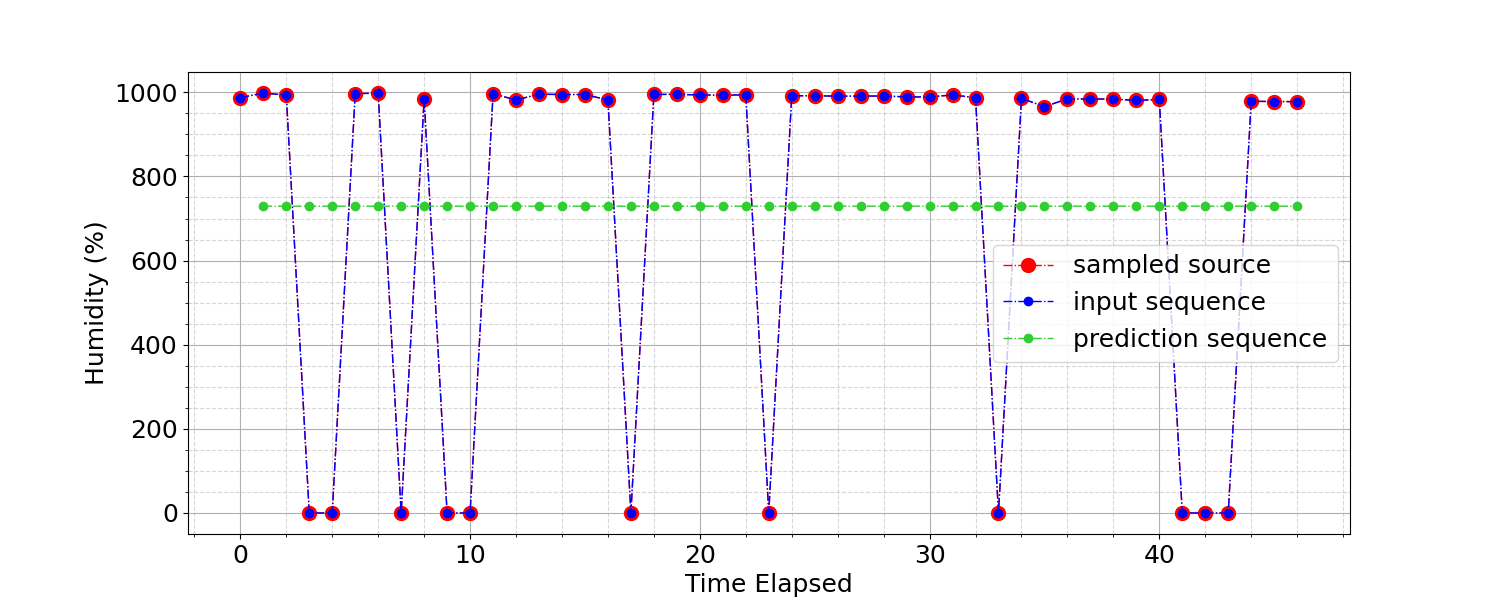 1000
800
600
400
200
0
Humidity (%)
sampled source
input sequence
prediction sequence
0 10 20 30 40
Time Elapsed